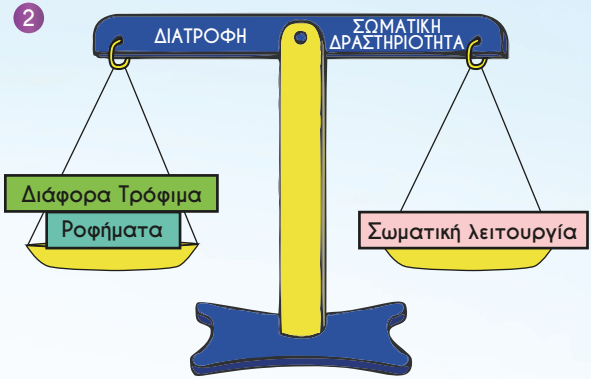 2
ΔΙΑΤΡΟΦΗ
ΣΩΜΑΤΙΚΗ
ΔΡΑΣΤΗΡΙΟΤΗΤΑ
Διάφορα Τρόφιμα
Ροφήματα
Σωματική λειτουργία